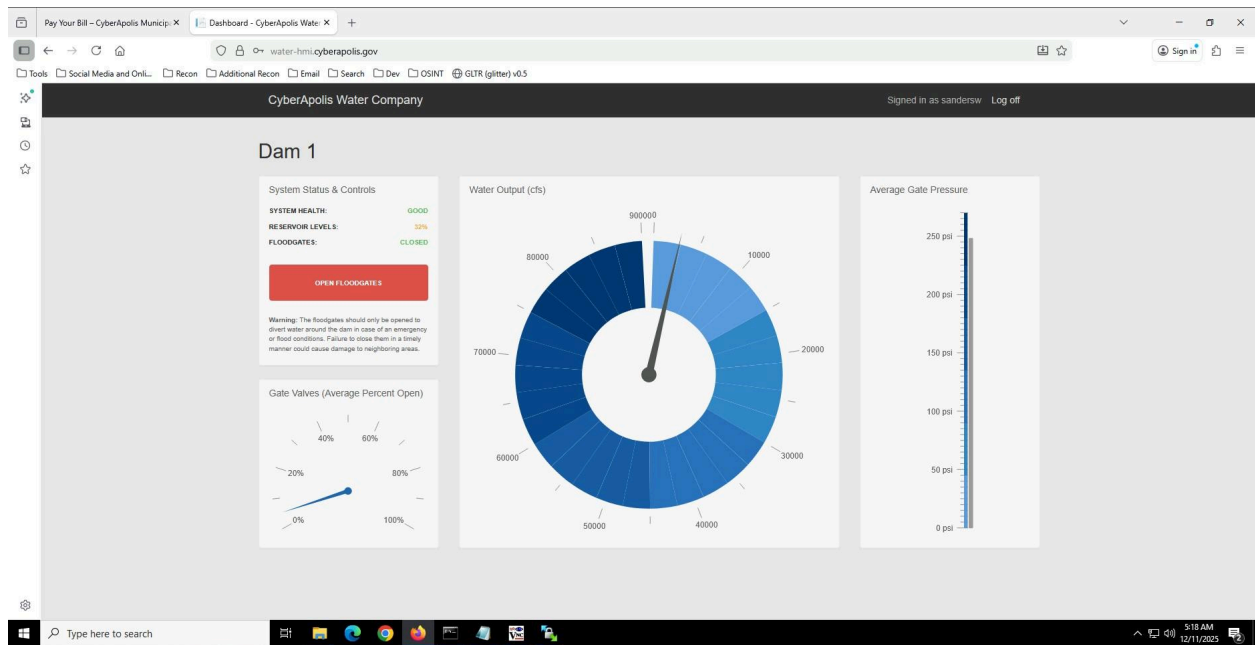 Pay Your Bill – CyberApolis Municipa
Dashboard - CyberApolis Water
water-hmi.cyberapolis.gov
Sign in
Tools
Social Media and Onli...
Recon
Additional Recon
Email
Search
Dev
OSINT
GLTR (glitter) v0.5
CyberApolis Water Company
Signed in as sandersw
Log off
Dam 1
System Status & Controls
SYSTEM HEALTH: GOOD
RESERVOIR LEVELS: 32%
FLOODGATES: CLOSED
OPEN FLOODGATES
Warning: The floodgates should only be opened to
divert water around the dam in case of an emergency
or flood conditions. Failure to close them in a timely
manner could cause damage to neighboring areas.
Gate Valves (Average Percent Open)
40% 60%
20% 80%
0% 100%
Water Output (cfs)
900000
80000 10000
70000 20000
60000 30000
50000 40000
Average Gate Pressure
250 psi
200 psi
150 psi
100 psi
50 psi
0 psi
Type here to search
5:18 AM
12/11/2025